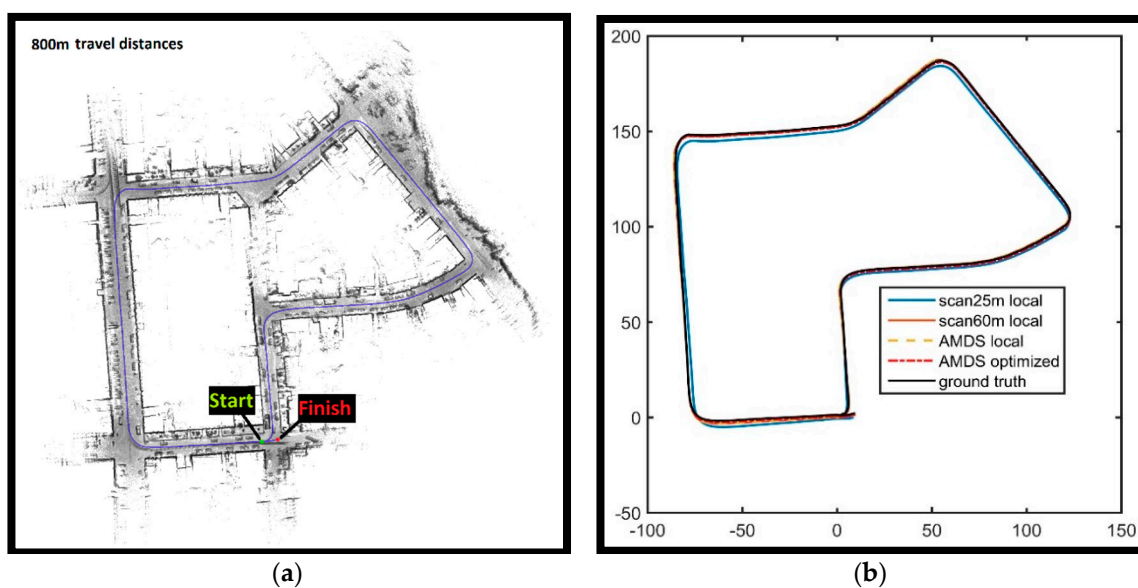 800m travel distances
Start
Finish
(a)
200
150
100
50
0
-50
-100
-50
0
50
100
150
scan25m local
scan60m local
AMDS local
AMDS optimized
ground truth
(b)